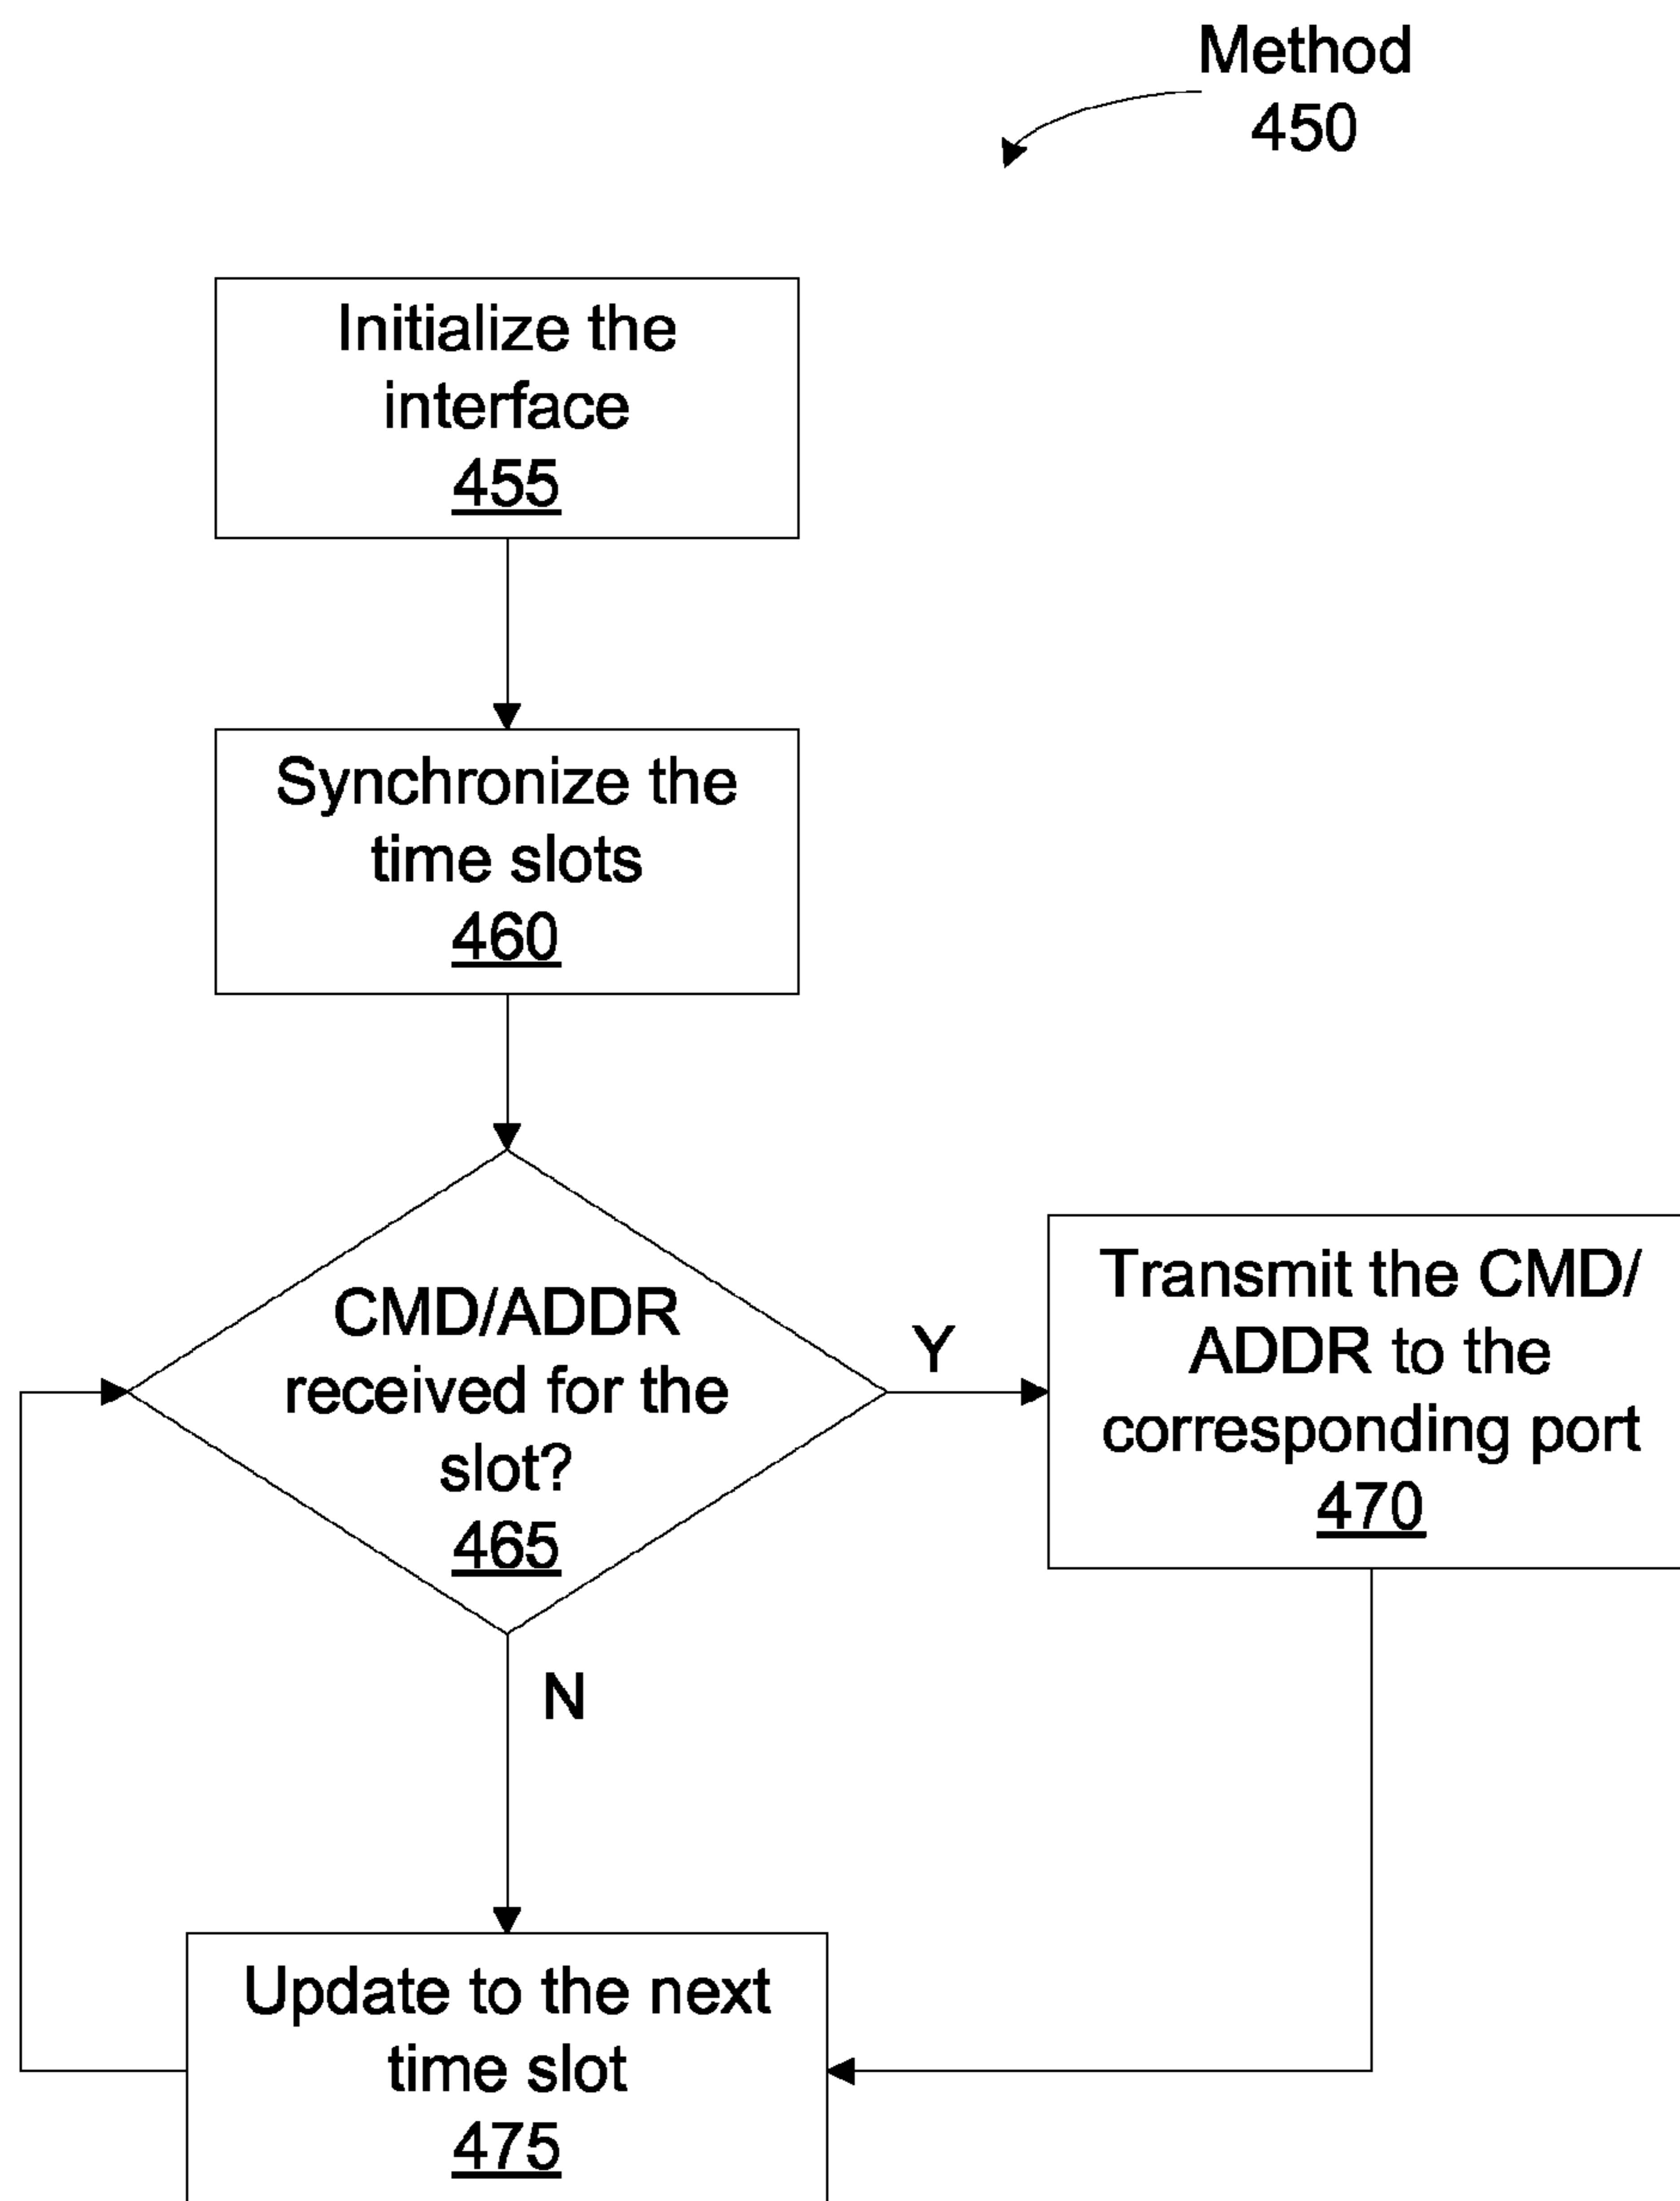 Method
450
Initialize the
interface
455
Synchronize the
time slots
460
CMD/ADDR
received for the
slot?
465
Y
Transmit the CMD/
ADDR to the
corresponding port
470
N
Update to the next
time slot
475